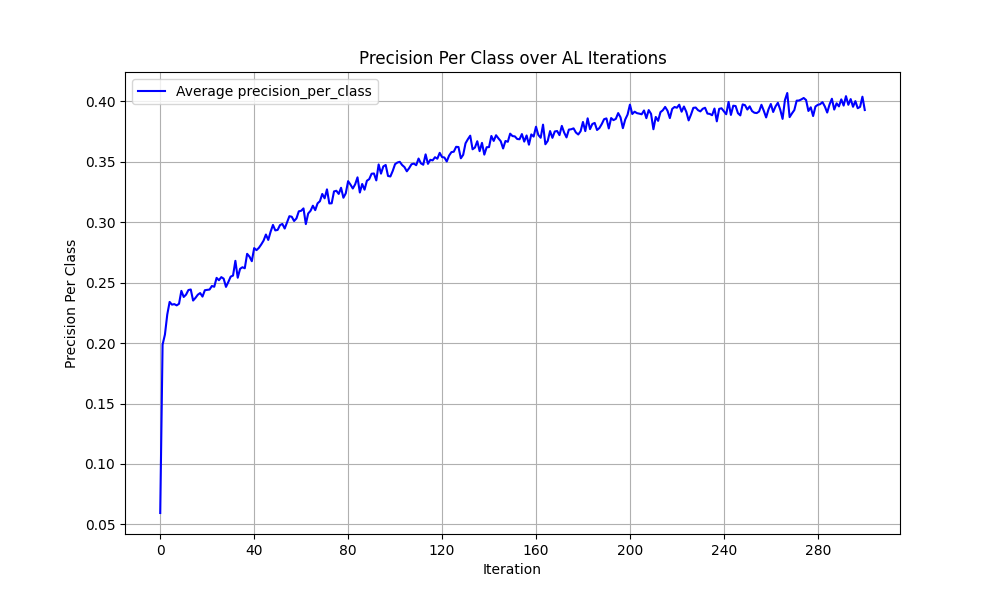 Precision Per Class over AL Iterations
Average precision_per_class
0.40
0.35
0.30
0.25
0.20
0.15
0.10
0.05
Precision Per Class
0 40 80 120 160 200 240 280
Iteration